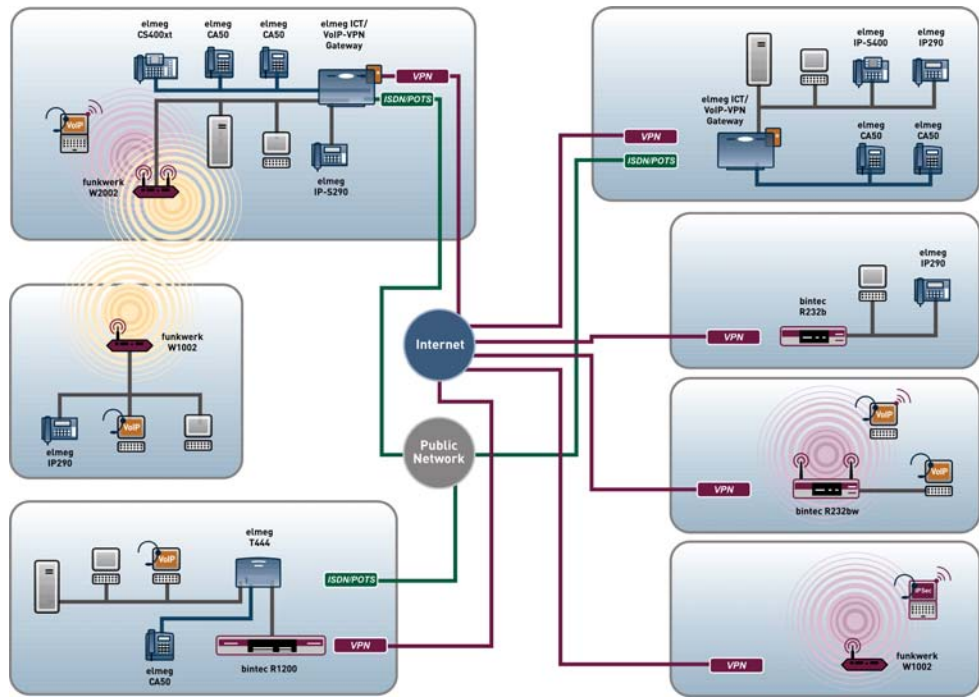 elmeg
CS400xt
elmeg
CA50
elmeg
CA50
elmeg ICT/
VoIP-VPN
Gateway
VPN
ISDN/POTS
VoIP
funkwerk
W2002
elmeg
IP-S290
funkwerk
W1002
elmeg
IP290
VoIP
elmeg
T444
VoIP
ISDN/POTS
elmeg
CA50
bintec R1200
VPN
Internet
Public
Network
elmeg
IP-S400
elmeg
IP290
elmeg ICT/
VoIP-VPN
Gateway
VPN
ISDN/POTS
elmeg
CA50
elmeg
CA50
elmeg
IP290
bintec
R232b
VPN
VoIP
VoIP
VPN
bintec R232bw
IPSec
VPN
funkwerk
W1002